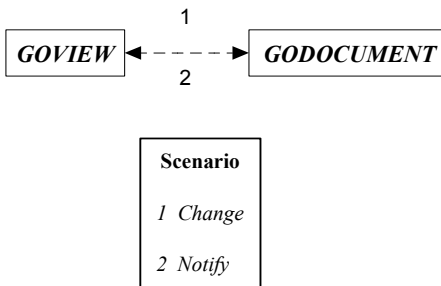 1
GOVIEW GODOCUMENT
2
Scenario
1 Change
2 Notify